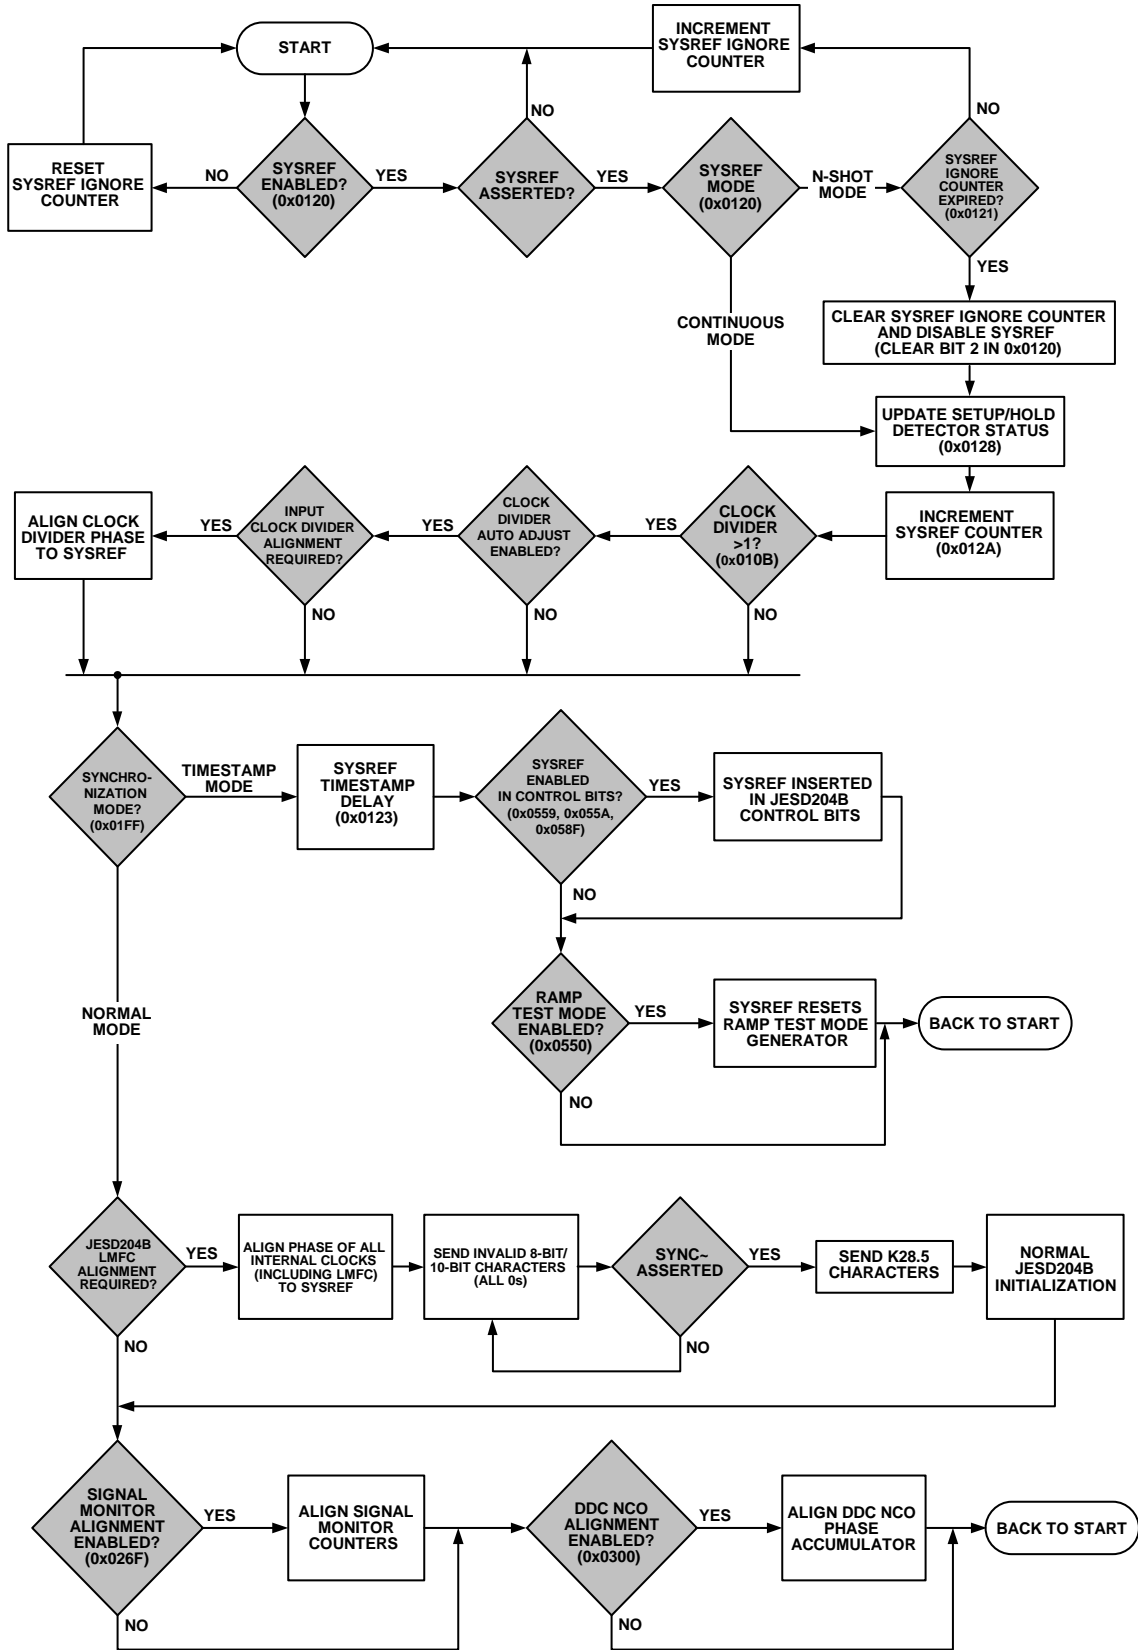 INCREMENT
SYSREF IGNORE
COUNTER
START
NO
NO
RESET
SYSREF IGNORE
COUNTER
NO
SYSREF
ENABLED?
(0x0120)
YES
SYSREF
ASSERTED?
YES
SYSREF
MODE
(0x0120)
N-SHOT
MODE
SYSREF
IGNORE
COUNTER
EXPIRED?
(0x0121)
YES
CONTINUOUS
MODE
CLEAR SYSREF IGNORE COUNTER
AND DISABLE SYSREF
(CLEAR BIT 2 IN 0x0120)
UPDATE SETUP/HOLD
DETECTOR STATUS
(0x0128)
ALIGN CLOCK
DIVIDER PHASE
TO SYSREF
YES
INPUT
CLOCK DIVIDER
ALIGNMENT
REQUIRED?
YES
CLOCK
DIVIDER
AUTO ADJUST
ENABLED?
YES
CLOCK
DIVIDER
>1?
(0x010B)
INCREMENT
SYSREF COUNTER
(0x012A)
NO
NO
NO
SYNCHRO-
NIZATION
MODE?
(0x01FF)
TIMESTAMP
MODE
SYSREF
TIMESTAMP
DELAY
(0x0123)
SYSREF
ENABLED
IN CONTROL BITS?
(0x0559, 0x055A,
0x058F)
YES
SYSREF INSERTED
IN JESD204B
CONTROL BITS
NO
NORMAL
MODE
RAMP
TEST MODE
ENABLED?
(0x0550)
YES
SYSREF RESETS
RAMP TEST MODE
GENERATOR
BACK TO START
NO
JESD204B
LMFC
ALIGNMENT
REQUIRED?
YES
ALIGN PHASE OF ALL
INTERNAL CLOCKS
(INCLUDING LMFC)
TO SYSREF
SEND INVALID 8-BIT/
10-BIT CHARACTERS
(ALL 0s)
SYNC~
ASSERTED
YES
SEND K28.5
CHARACTERS
NORMAL
JESD204B
INITIALIZATION
NO
NO
SIGNAL
MONITOR
ALIGNMENT
ENABLED?
(0x026F)
YES
ALIGN SIGNAL
MONITOR
COUNTERS
DDC NCO
ALIGNMENT
ENABLED?
(0x0300)
YES
ALIGN DDC NCO
PHASE
ACCUMULATOR
BACK TO START
NO
NO